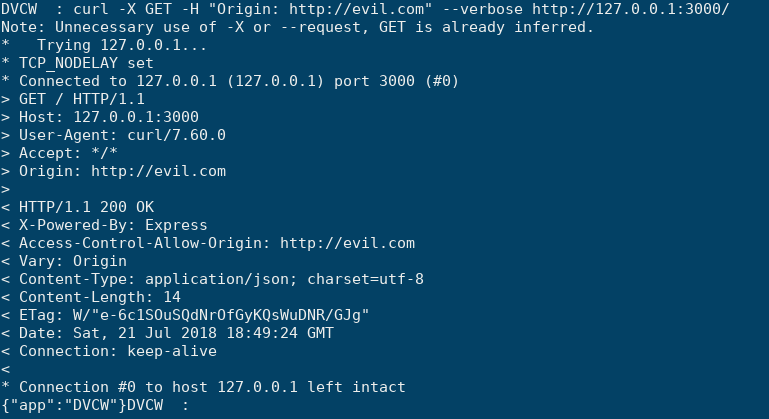 DVCW  : curl -X GET -H "Origin: http://evil.com" --verbose http://127.0.0.1:3000/
Note: Unnecessary use of -X or --request, GET is already inferred.
*   Trying 127.0.0.1...
* TCP_NODELAY set
* Connected to 127.0.0.1 (127.0.0.1) port 3000 (#0)
> GET / HTTP/1.1
> Host: 127.0.0.1:3000
> User-Agent: curl/7.60.0
> Accept: */*
> Origin: http://evil.com
>
< HTTP/1.1 200 OK
< X-Powered-By: Express
< Access-Control-Allow-Origin: http://evil.com
< Vary: Origin
< Content-Type: application/json; charset=utf-8
< Content-Length: 14
< ETag: W/"e-6c1SOuSQdNrOfGyKQsWuDNR/GJg"
< Date: Sat, 21 Jul 2018 18:49:24 GMT
< Connection: keep-alive
<
* Connection #0 to host 127.0.0.1 left intact
{"app":"DVCW"}DVCW  :